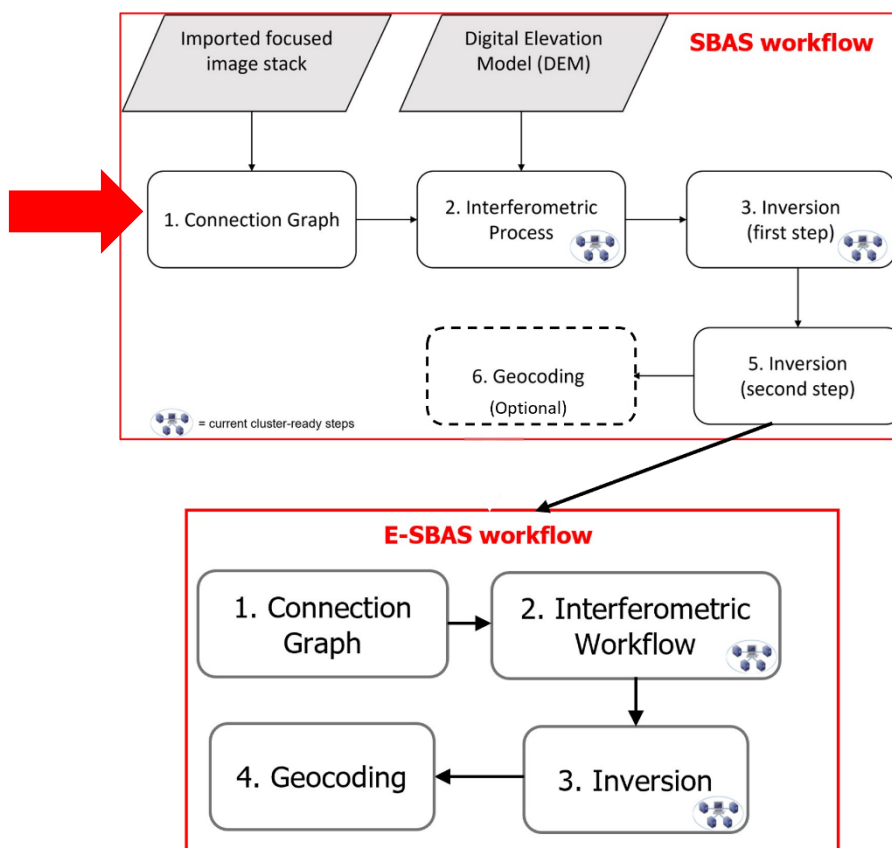 Imported focused
image stack
Digital Elevation
Model (DEM)
SBAS workflow
1. Connection Graph
2. Interferometric
Process
3. Inversion
(first step)
6. Geocoding
(Optional)
5. Inversion
(second step)
= current cluster-ready steps
E-SBAS workflow
1. Connection
Graph
2. Interferometric
Workflow
4. Geocoding
3. Inversion